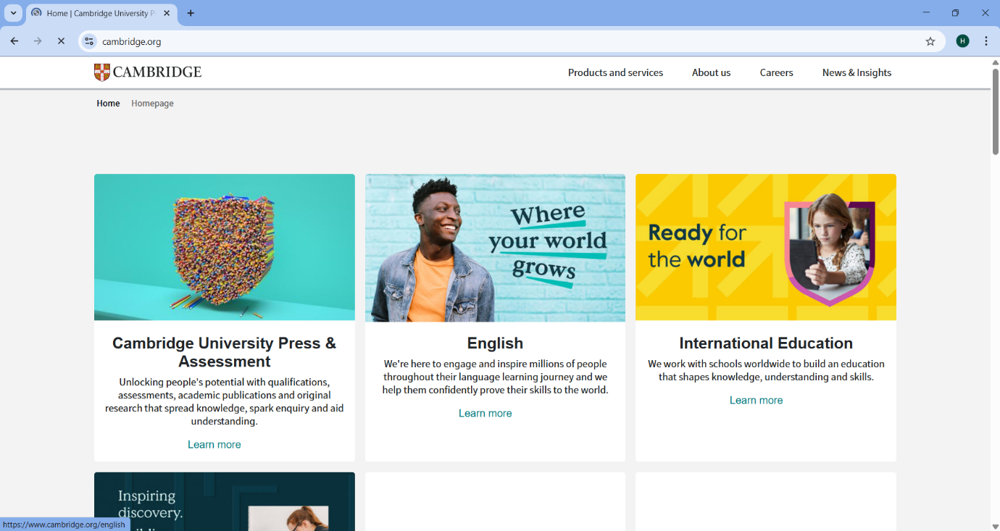 Home | Cambridge University P
cambridge.org
H
CAMBRIDGE
Products and services
About us
Careers
News & Insights
Home
Homepage
Where
your world
grows
Ready for
the world
Cambridge University Press &
Assessment
Unlocking people's potential with qualifications,
assessments, academic publications and original
research that spread knowledge, spark enquiry and aid
understanding.
Learn more
English
We're here to engage and inspire millions of people
throughout their language learning journey and we
help them confidently prove their skills to the world.
Learn more
International Education
We work with schools worldwide to build an education
that shapes knowledge, understanding and skills.
Learn more
Inspiring
discovery.
https://www.cambridge.org/english